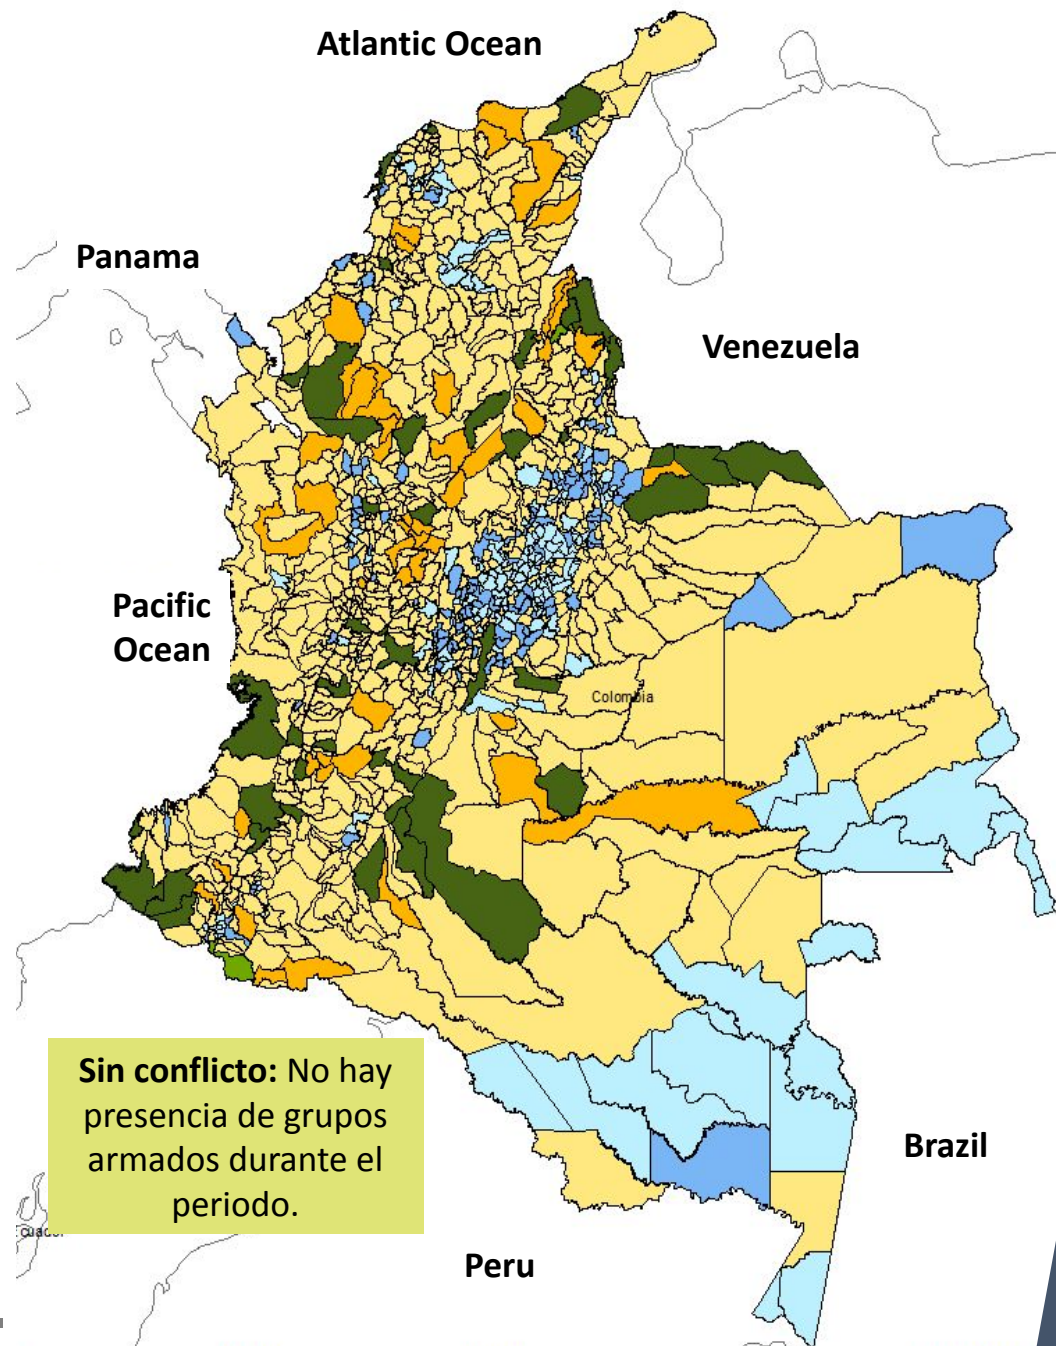 Atlantic Ocean
Panama
Venezuela
Pacific
Ocean
Colombia
Sin conflicto: No hay
presencia de grupos
armados durante el
periodo.
Brazil
Peru